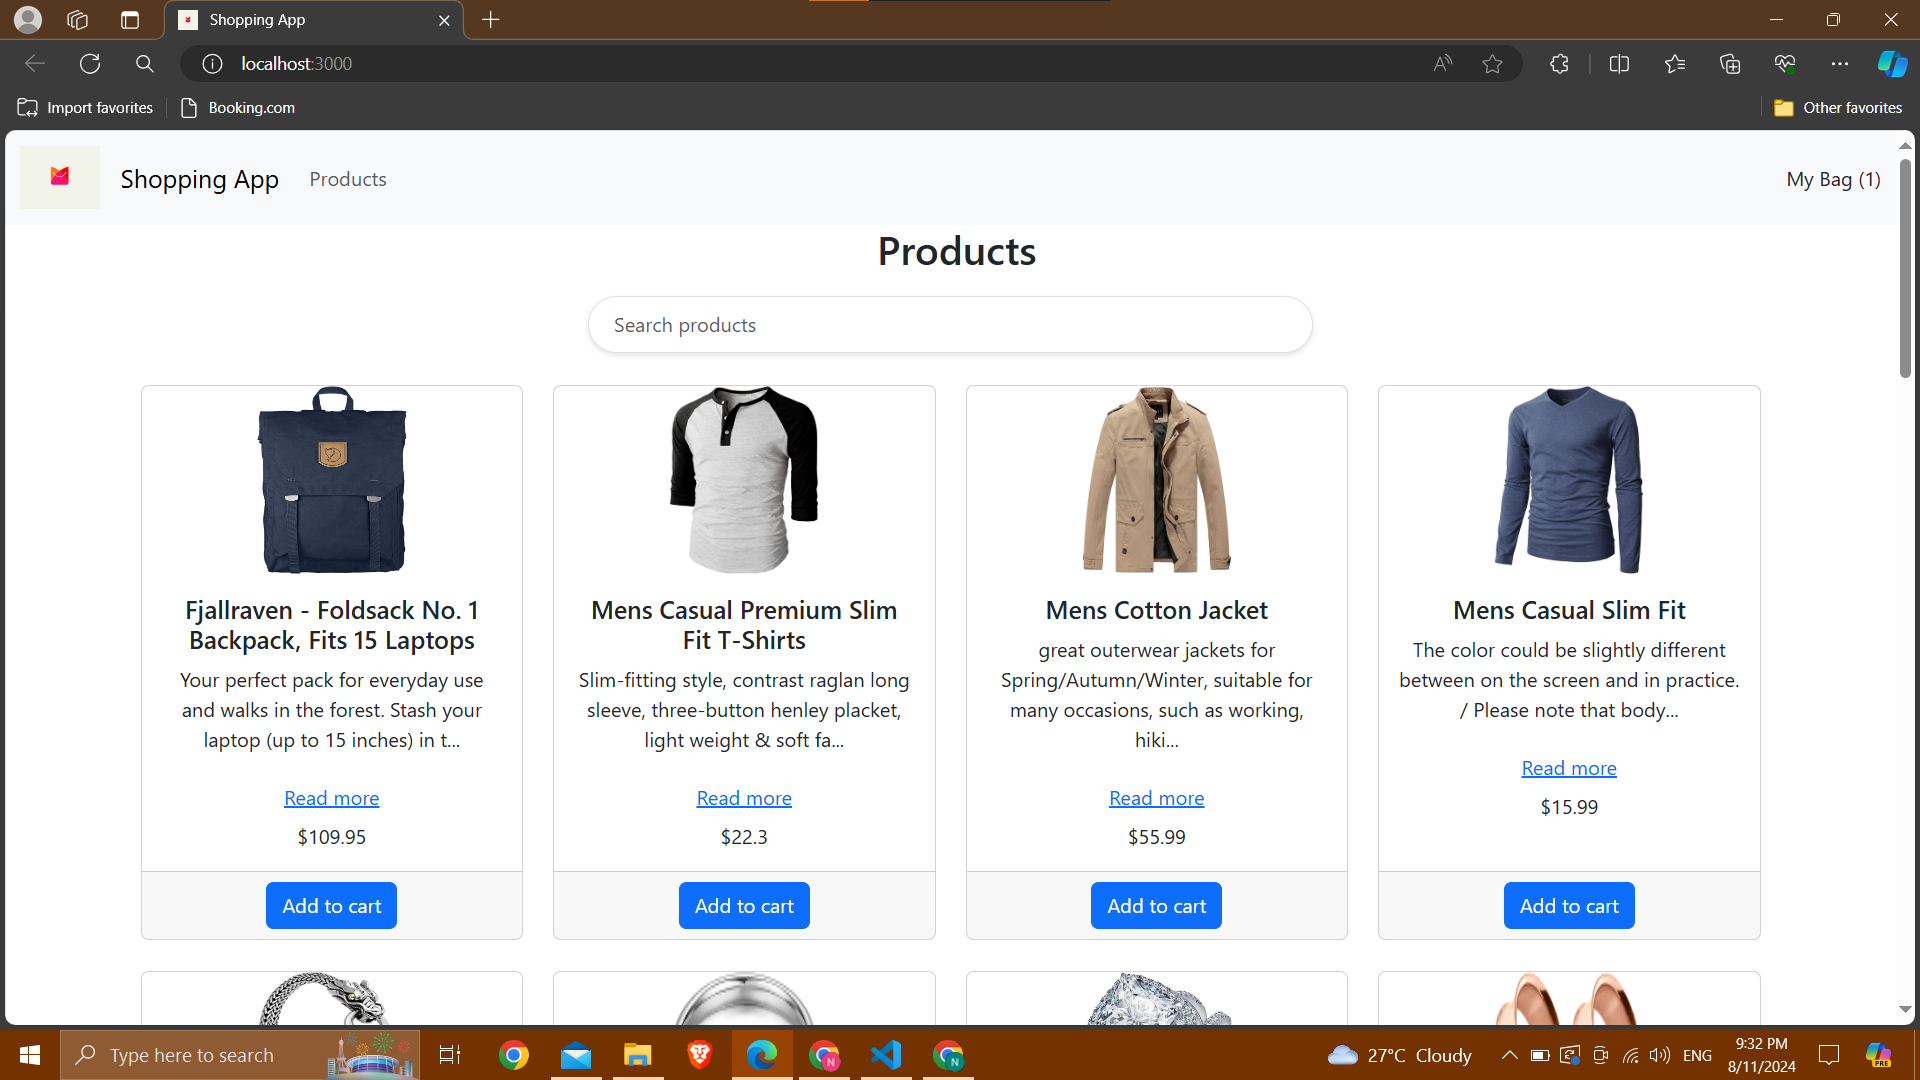 Shopping App
localhost:3000
Import favorites
Booking.com
Other favorites
Shopping App
Products
My Bag (1)
Products
Search products
Fjallraven - Foldsack No. 1
Backpack, Fits 15 Laptops
Your perfect pack for everyday use
and walks in the forest. Stash your
laptop (up to 15 inches) in t...
Read more
$109.95
Add to cart
Mens Casual Premium Slim
Fit T-Shirts
Slim-fitting style, contrast raglan long
sleeve, three-button henley placket,
light weight & soft fa...
Read more
$22.3
Add to cart
Mens Cotton Jacket
great outerwear jackets for
Spring/Autumn/Winter, suitable for
many occasions, such as working,
hiki...
Read more
$55.99
Add to cart
Mens Casual Slim Fit
The color could be slightly different
between on the screen and in practice.
/ Please note that body...
Read more
$15.99
Add to cart
Type here to search
N
N
27°C Cloudy
ENG
9:32 PM
8/11/2024
PRE